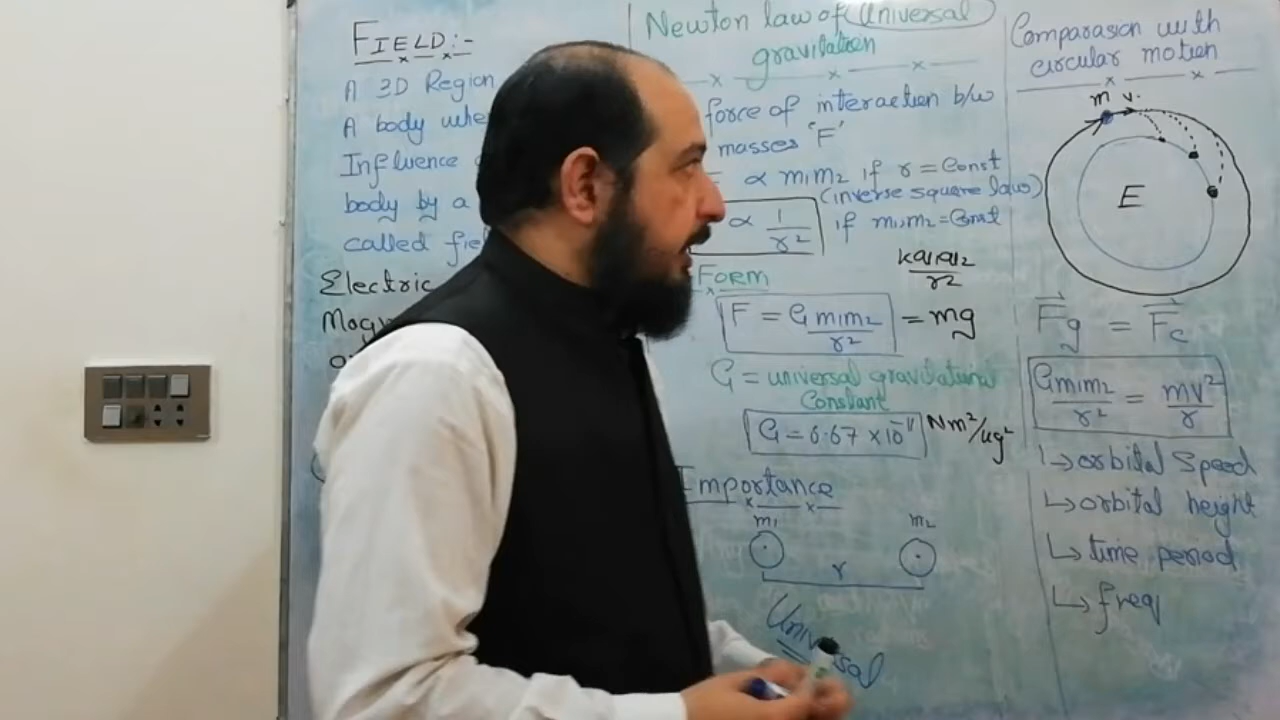 FIELD:-
A 3D Region
A body whe
Influence
body by a
called fie
Electric
Magn
Newton law of Universal
gravitation
force of interaction b/w
masses 'F'
∝ m1m2 if r = Const
(inverse square law)
∝ 1/r² if m1,m2=Const
FORM
kq1q2/r²
F = G m1m2/r² = mg
G = universal gravitational
Constant
G = 6.67 × 10⁻¹¹ Nm²/kg²
Importance
m1 m2
r
Universal
Comparasion with
circular motion
m v
E
Fg = Fc
Gm1m2/r² = mv²/r
↳ orbital speed
↳ orbital height
↳ time period
↳ freq